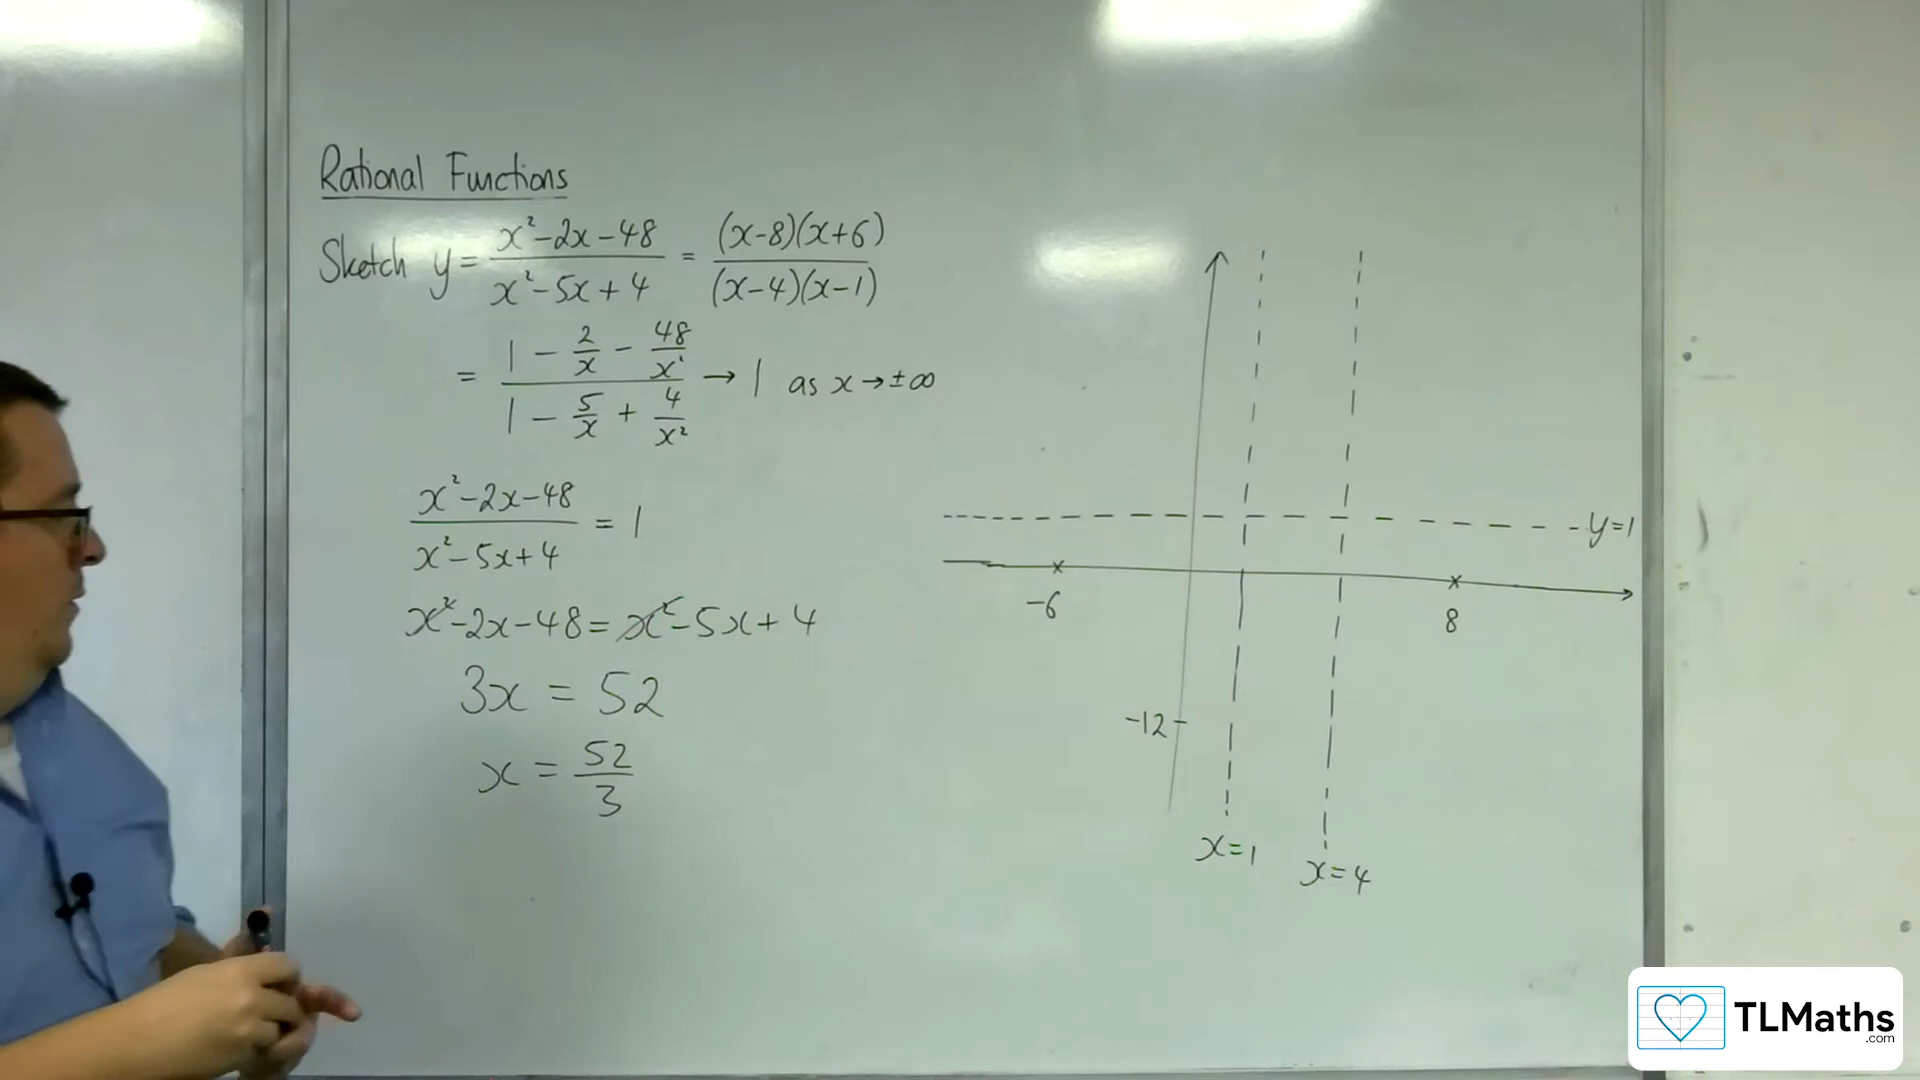 Rational Functions
Sketch y = (x²-2x-48)/(x²-5x+4) = ((x-8)(x+6))/((x-4)(x-1))
= (1 - 2/x - 48/x²)/(1 - 5/x + 4/x²) → 1 as x → ±∞
(x²-2x-48)/(x²-5x+4) = 1
x²-2x-48 = x²-5x+4
3x = 52
x = 52/3
y=1
-6
8
-12
x=1
x=4
TLMaths
.com